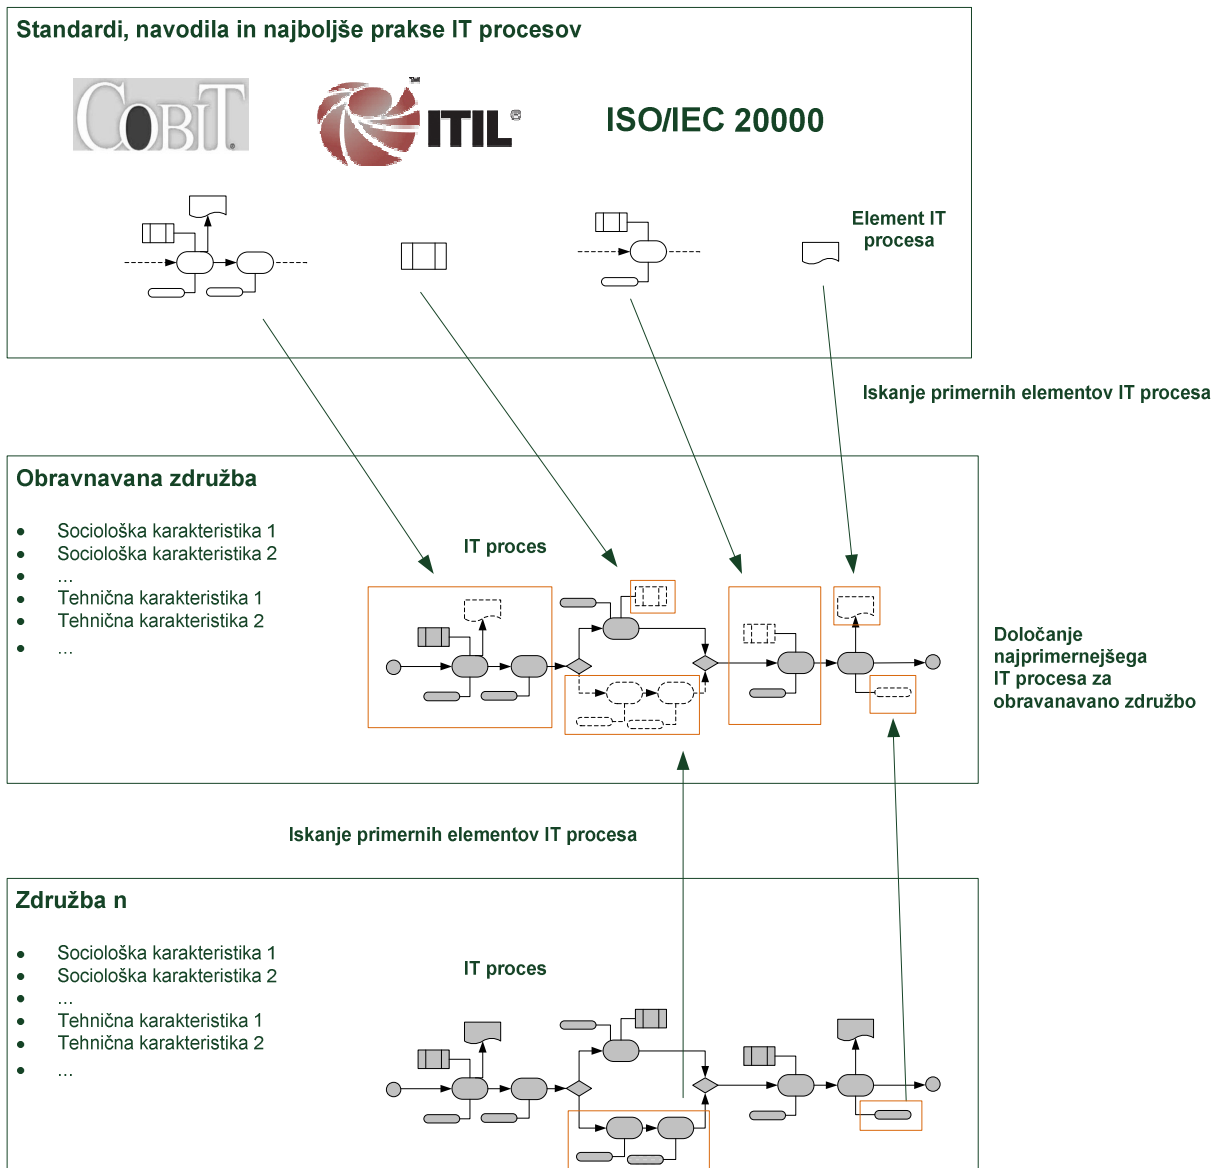 Standardi, navodila in najboljše prakse IT procesov
COBIT
ITIL
ISO/IEC 20000
Element IT
procesa
Iskanje primernih elementov IT procesa
Obravnavana združba
• Sociološka karakteristika 1
• Sociološka karakteristika 2
• ...
• Tehnična karakteristika 1
• Tehnična karakteristika 2
• ...
IT proces
Določanje
najprimernejšega
IT procesa za
obravanavano združbo
Iskanje primernih elementov IT procesa
Združba n
• Sociološka karakteristika 1
• Sociološka karakteristika 2
• ...
• Tehnična karakteristika 1
• Tehnična karakteristika 2
• ...
IT proces